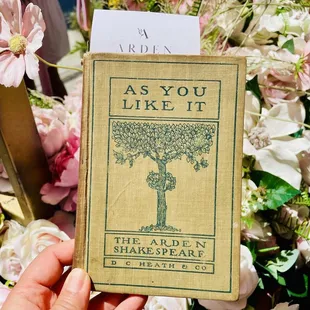 ARDEN
AS YOU
LIKE IT
THE ARDEN
SHAKESPEARE
D C HEATH & CO